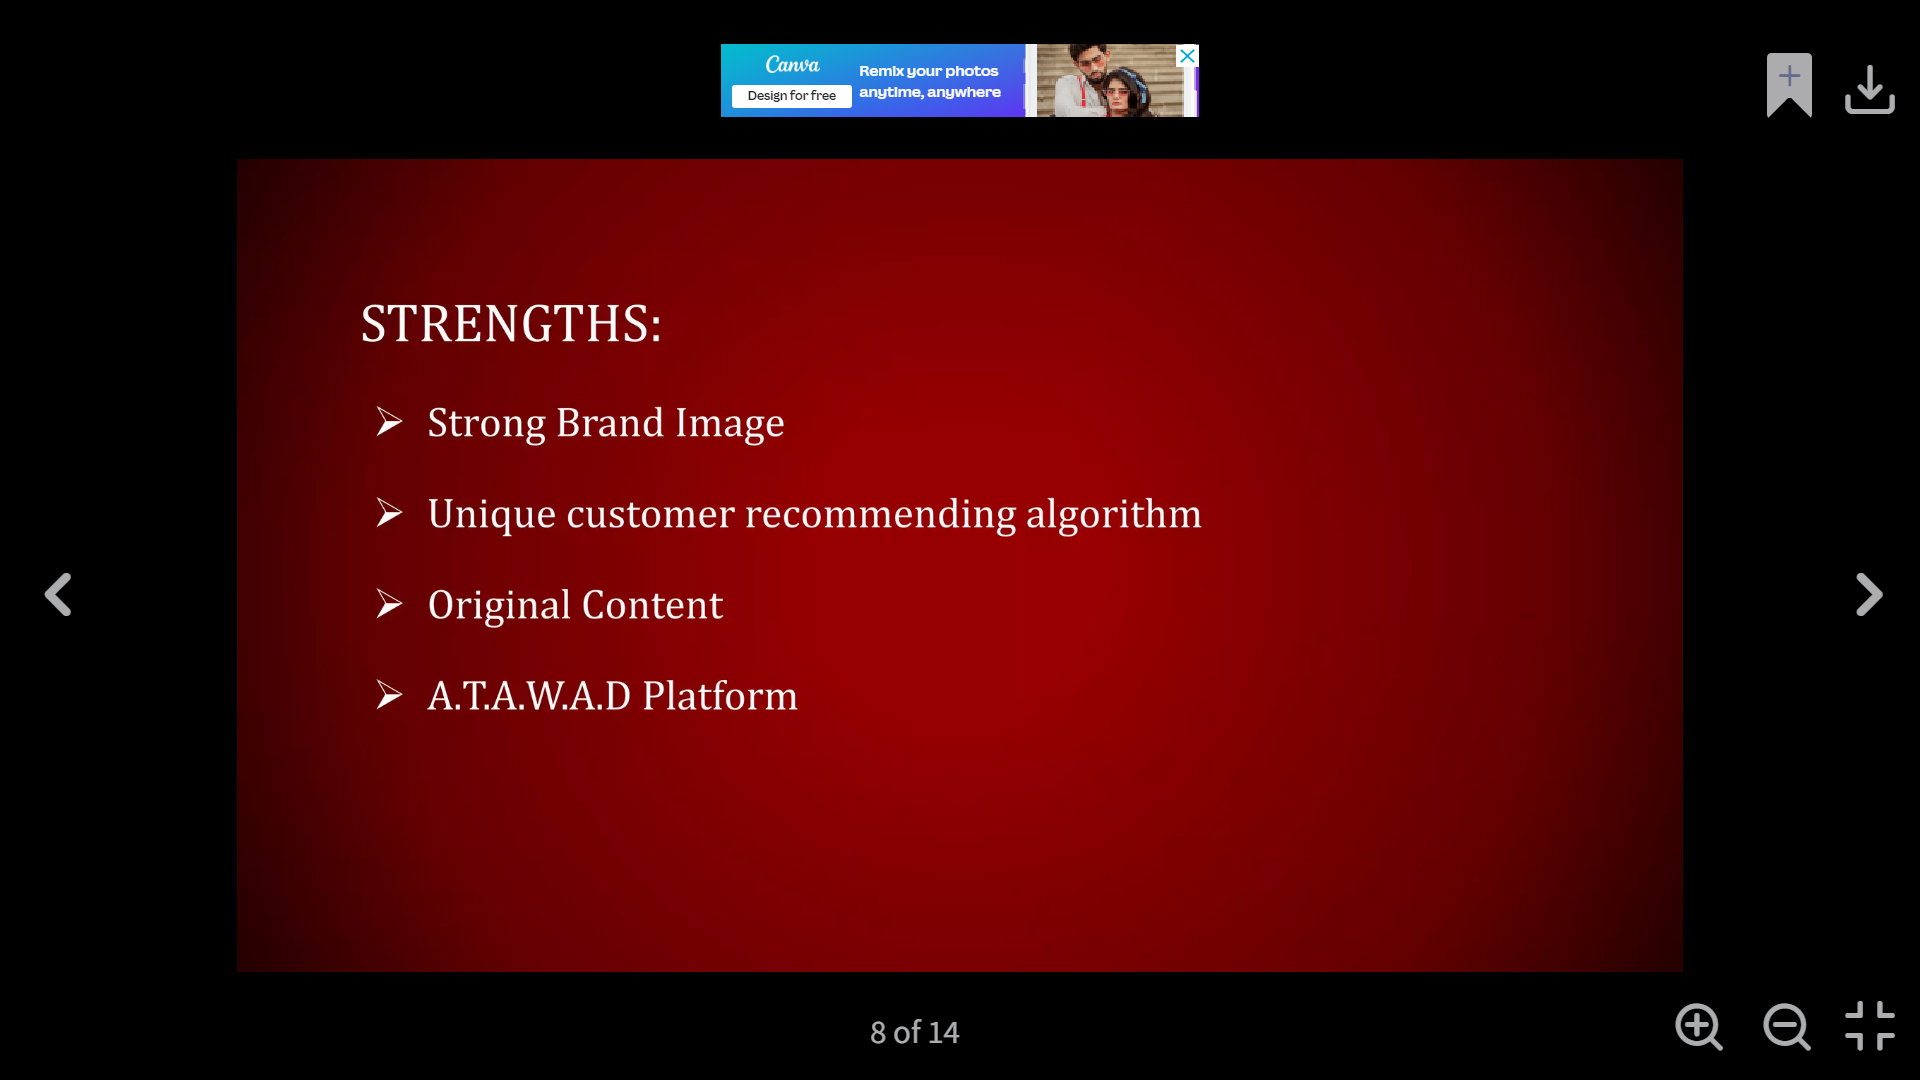 Canva
Design for free
Remix your photos
anytime, anywhere
STRENGTHS:
Strong Brand Image
Unique customer recommending algorithm
Original Content
A.T.A.W.A.D Platform
8 of 14